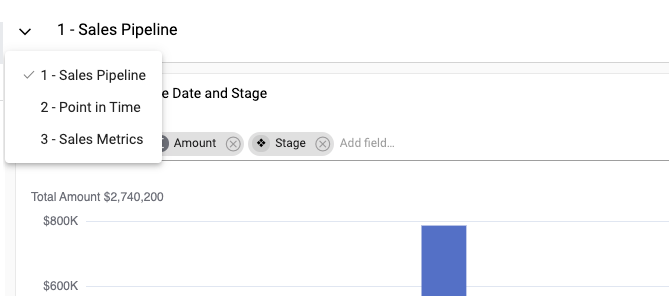 1 - Sales Pipeline
1 - Sales Pipeline
2 - Point in Time
3 - Sales Metrics
Date and Stage
Amount Stage Add field...
Total Amount $2,740,200
$800K
$600K